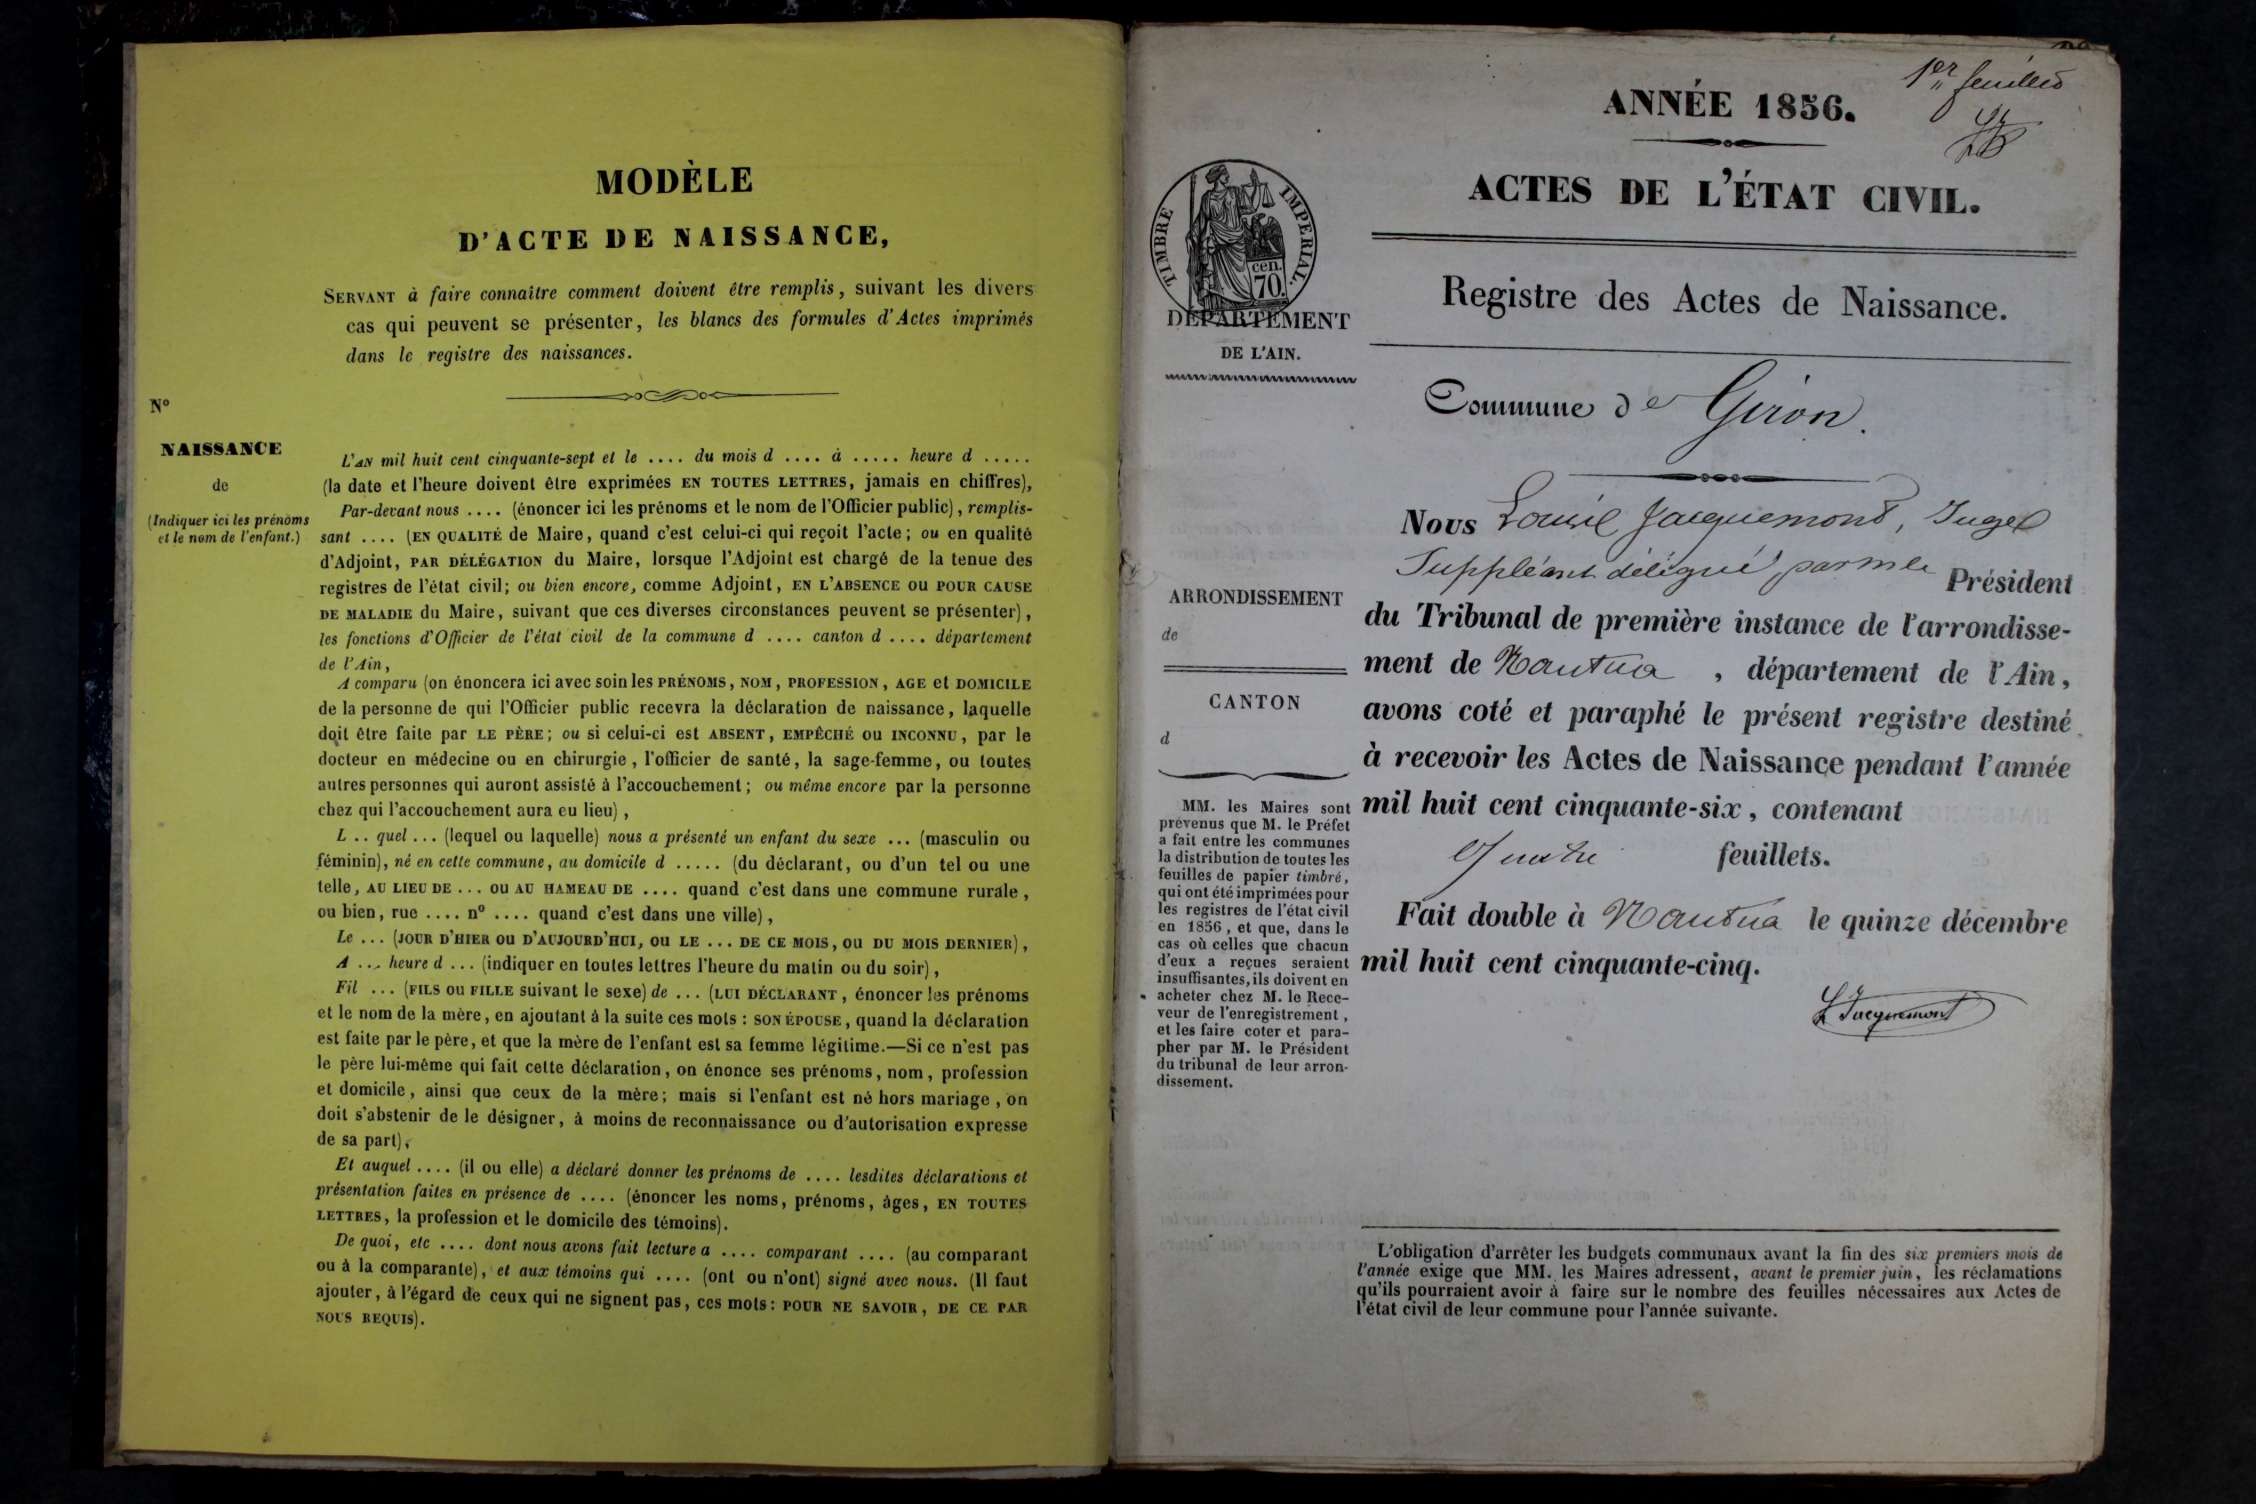 MODÈLE
D'ACTE DE NAISSANCE,
SERVANT à faire connaître comment doivent être remplis, suivant les divers
cas qui peuvent se présenter, les blancs des formules d'Actes imprimés
dans le registre des naissances.
N°
NAISSANCE
de
(Indiquer ici les prénoms
et le nom de l'enfant.)
L'AN mil huit cent cinquante-sept et le .... du mois d .... à ..... heure d .....
(la date et l'heure doivent être exprimées EN TOUTES LETTRES, jamais en chiffres),
Par-devant nous .... (énoncer ici les prénoms et le nom de l'Officier public), remplis-
sant .... (EN QUALITÉ de Maire, quand c'est celui-ci qui reçoit l'acte; ou en qualité
d'Adjoint, PAR DÉLÉGATION du Maire, lorsque l'Adjoint est chargé de la tenue des
registres de l'état civil; ou bien encore, comme Adjoint, EN L'ABSENCE OU POUR CAUSE
DE MALADIE du Maire, suivant que ces diverses circonstances peuvent se présenter),
les fonctions d'Officier de l'état civil de la commune d .... canton d .... département
de l'Ain,
A comparu (on énoncera ici avec soin les PRÉNOMS, NOM, PROFESSION, AGE et DOMICILE
de la personne de qui l'Officier public recevra la déclaration de naissance, laquelle
doit être faite par LE PÈRE; ou si celui-ci est ABSENT, EMPÊCHÉ OU INCONNU, par le
docteur en médecine ou en chirurgie, l'officier de santé, la sage-femme, ou toutes
autres personnes qui auront assisté à l'accouchement; ou même encore par la personne
chez qui l'accouchement aura eu lieu),
L .. quel ... (lequel ou laquelle) nous a présenté un enfant du sexe ... (masculin ou
féminin), né en cette commune, au domicile d ..... (du déclarant, ou d'un tel ou une
telle, AU LIEU DE ... OU AU HAMEAU DE .... quand c'est dans une commune rurale,
ou bien, rue .... n° .... quand c'est dans une ville),
Le ... (JOUR D'HIER OU D'AUJOURD'HUI, OU LE ... DE CE MOIS, OU DU MOIS DERNIER),
A ... heure d ... (indiquer en toutes lettres l'heure du matin ou du soir),
Fil ... (FILS OU FILLE suivant le sexe) de ... (LUI DÉCLARANT, énoncer les prénoms
et le nom de la mère, en ajoutant à la suite ces mots : SON ÉPOUSE, quand la déclaration
est faite par le père, et que la mère de l'enfant est sa femme légitime.—Si ce n'est pas
le père lui-même qui fait cette déclaration, on énonce ses prénoms, nom, profession
et domicile, ainsi que ceux de la mère; mais si l'enfant est né hors mariage, on
doit s'abstenir de le désigner, à moins de reconnaissance ou d'autorisation expresse
de sa part),
Et auquel .... (il ou elle) a déclaré donner les prénoms de .... lesdites déclarations et
présentation faites en présence de .... (énoncer les noms, prénoms, âges, EN TOUTES
LETTRES, la profession et le domicile des témoins).
De quoi, etc .... dont nous avons fait lecture a .... comparant .... (au comparant
ou à la comparante), et aux témoins qui .... (ont ou n'ont) signé avec nous. (Il faut
ajouter, à l'égard de ceux qui ne signent pas, ces mots : POUR NE SAVOIR, DE CE PAR
NOUS REQUIS).
1er feuillet
ANNÉE 1856.
ACTES DE L'ÉTAT CIVIL.
TIMBRE IMPÉRIAL.
cen.
70.
DÉPARTEMENT
DE L'AIN.
Registre des Actes de Naissance.
Commune de Giron.
Nous Louis Jacquemont, Juge
Suppléant délégué par mr le Président
du Tribunal de première instance de l'arrondisse-
ment de Nantua, département de l'Ain,
avons coté et paraphé le présent registre destiné
à recevoir les Actes de Naissance pendant l'année
mil huit cent cinquante-six, contenant
Quatre feuillets.
Fait double à Nantua le quinze décembre
mil huit cent cinquante-cinq.
L Jacquemont
ARRONDISSEMENT
de
CANTON
d
MM. les Maires sont
prévenus que M. le Préfet
a fait entre les communes
la distribution de toutes les
feuilles de papier timbré,
qui ont été imprimées pour
les registres de l'état civil
en 1856, et que, dans le
cas où celles que chacun
d'eux a reçues seraient
insuffisantes, ils doivent en
acheter chez M. le Rece-
veur de l'enregistrement,
et les faire coter et para-
pher par M. le Président
du tribunal de leur arron-
dissement.
L'obligation d'arrêter les budgets communaux avant la fin des six premiers mois de
l'année exige que MM. les Maires adressent, avant le premier juin, les réclamations
qu'ils pourraient avoir à faire sur le nombre des feuilles nécessaires aux Actes de
l'état civil de leur commune pour l'année suivante.